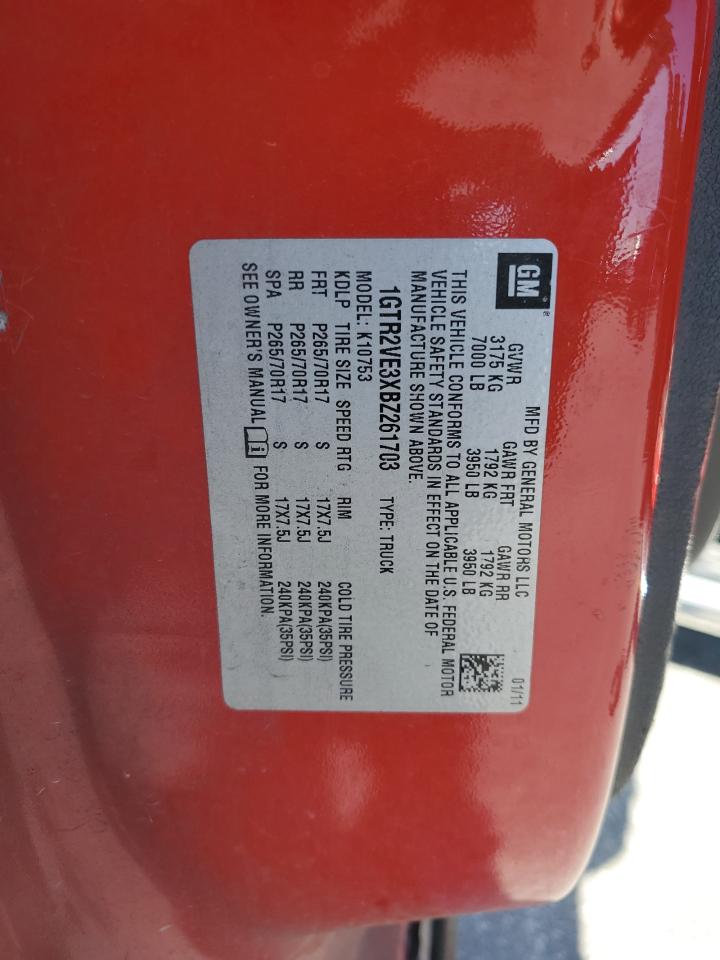 GM ®
MFD BY GENERAL MOTORS LLC 01/11
GVWR GAWR FRT GAWR RR
3175 KG 1792 KG 1792 KG
7000 LB 3950 LB 3950 LB
THIS VEHICLE CONFORMS TO ALL APPLICABLE U.S. FEDERAL MOTOR
VEHICLE SAFETY STANDARDS IN EFFECT ON THE DATE OF
MANUFACTURE SHOWN ABOVE.
1GTR2VE3XBZ261703 TYPE: TRUCK
MODEL: K10753
KDLP TIRE SIZE SPEED RTG RIM COLD TIRE PRESSURE
FRT P265/70R17 S 17X7.5J 240KPA(35PSI)
RR P265/70R17 S 17X7.5J 240KPA(35PSI)
SPA P265/70R17 S 17X7.5J 240KPA(35PSI)
SEE OWNER'S MANUAL FOR MORE INFORMATION.